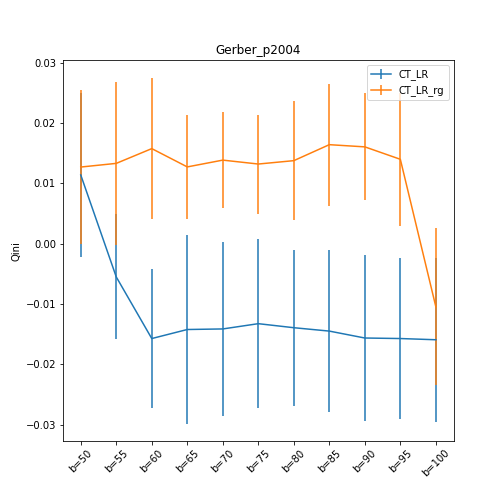 Gerber_p2004
CT_LR
CT_LR_rg
Qini
0.03
0.02
0.01
0.00
−0.01
−0.02
−0.03
b=50
b=55
b=60
b=65
b=70
b=75
b=80
b=85
b=90
b=95
b=100